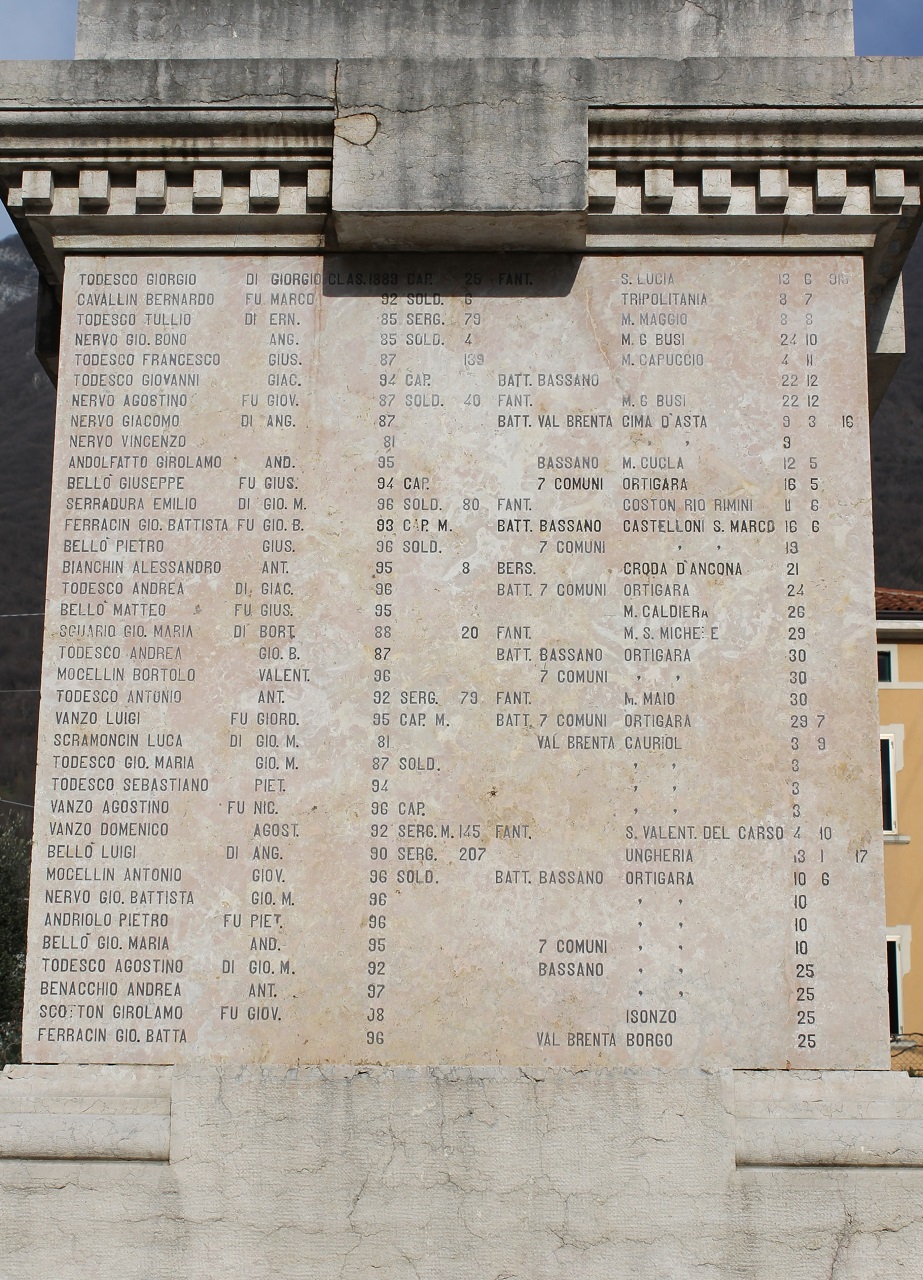 TODESCO GIORGIO DI GIORGIO CLAS. 1889 CAP. 25 FANT. S. LUCIA 13 6 915
CAVALLIN BERNARDO FU MARCO 92 SOLD. 6 TRIPOLITANIA 3 7
TODESCO TULLIO DI ERN. 85 SERG. 79 M. MAGGIO 8 8
NERVO GIO. BONO ANG. 85 SOLD. 4 M. 6 BUSI 24 10
TODESCO FRANCESCO GIUS. 87 139 M. CAPUCCIO 4 11
TODESCO GIOVANNI GIAC. 94 CAP. BATT. BASSANO 22 12
NERVO AGOSTINO FU GIOV. 87 SOLD. 40 FANT. M. 6 BUSI 22 12
NERVO GIACOMO DI ANG. 87 BATT. VAL BRENTA CIMA D'ASTA 9 3 16
NERVO VINCENZO 81 " " 9
ANDOLFATTO GIROLAMO AND. 95 BASSANO M. CUCLA 12 5
BELLO' GIUSEPPE FU GIUS. 94 CAP. 7 COMUNI ORTIGARA 16 5
SERRADURA EMILIO DI GIO. M. 96 SOLD. 80 FANT. COSTON RIO RIMINI 11 6
FERRACIN GIO. BATTISTA FU GIO. B. 93 CAP. M. BATT. BASSANO CASTELLONI S. MARCO 16 6
BELLO' PIETRO GIUS. 96 SOLD. 7 COMUNI " " 19
BIANCHIN ALESSANDRO ANT. 95 8 BERS. CRODA D'ANCONA 21
TODESCO ANDREA DI GIAC. 96 BATT. 7 COMUNI ORTIGARA 24
BELLO' MATTEO FU GIUS. 95 M. CALDIERA 26
SGUARIO GIO. MARIA DI BORT. 88 20 FANT. M. S. MICHELE 29
TODESCO ANDREA GIO. B. 87 BATT. BASSANO ORTIGARA 30
MOCELLIN BORTOLO VALENT. 96 7 COMUNI " " 30
TODESCO ANTONIO ANT. 92 SERG. 79 FANT. M. MAIO 30
VANZO LUIGI FU GIORD. 95 CAP. M. BATT. 7 COMUNI ORTIGARA 29 7
SCRAMONCIN LUCA DI GIO. M. 81 VAL BRENTA CAURIOL 3 9
TODESCO GIO. MARIA GIO. M. 87 SOLD. " " 3
TODESCO SEBASTIANO PIET. 94 " " 3
VANZO AGOSTINO FU NIC. 96 CAP. " " 3
VANZO DOMENICO AGOST. 92 SERG. M. 145 FANT. S. VALENT. DEL CARSO 4 10
BELLO' LUIGI DI ANG. 90 SERG. 207 UNGHERIA 13 1 17
MOCELLIN ANTONIO GIOV. 96 SOLD. BATT. BASSANO ORTIGARA 10 6
NERVO GIO. BATTISTA GIO. M. 96 " " 10
ANDRIOLO PIETRO FU PIET. 96 " " 10
BELLO' GIO. MARIA AND. 95 7 COMUNI " " 10
TODESCO AGOSTINO DI GIO. M. 92 BASSANO " " 25
BENACCHIO ANDREA ANT. 97 " " 25
SCOTTON GIROLAMO FU GIOV. 98 ISONZO 25
FERRACIN GIO. BATTA 96 VAL BRENTA BORGO 25